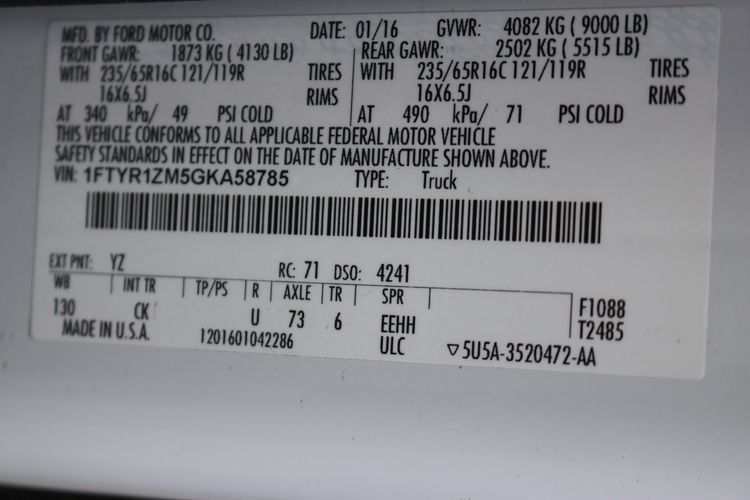 MFD. BY FORD MOTOR CO. DATE: 01/16 GVWR: 4082 KG ( 9000 LB)
FRONT GAWR: 1873 KG ( 4130 LB) REAR GAWR: 2502 KG ( 5515 LB)
WITH 235/65R16C 121/119R TIRES WITH 235/65R16C 121/119R TIRES
16X6.5J RIMS 16X6.5J RIMS
AT 340 kPa/ 49 PSI COLD AT 490 kPa/ 71 PSI COLD
THIS VEHICLE CONFORMS TO ALL APPLICABLE FEDERAL MOTOR VEHICLE
SAFETY STANDARDS IN EFFECT ON THE DATE OF MANUFACTURE SHOWN ABOVE.
VIN: 1FTYR1ZM5GKA58785 TYPE: Truck
EXT PNT: YZ RC: 71 DSO: 4241
WB INT TR TP/PS R AXLE TR SPR
130 CK U 73 6 EEHH F1088
MADE IN U.S.A. 1201601042286 ULC T2485
▽5U5A-3520472-AA